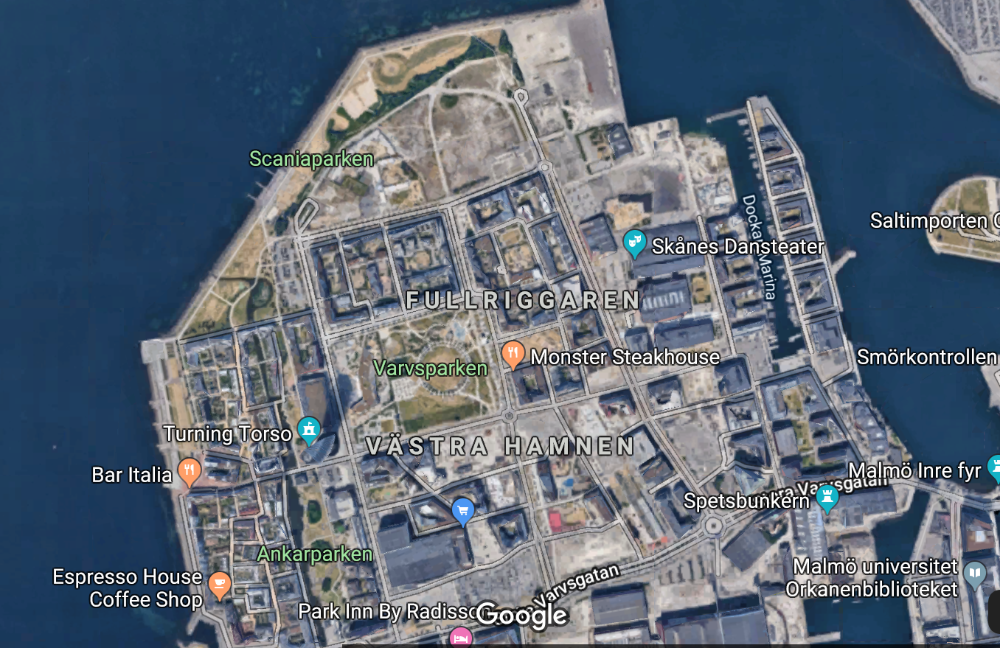 Scaniaparken
Saltimporten
Dockan Marina
Skånes Dansteater
FULLRIGGAREN
Monster Steakhouse
Smörkontrollen
Varvsparken
Turning Torso
VÄSTRA HAMNEN
Bar Italia
Malmö Inre fyr
Varvsgatan
Spetsbunkern
Ankarparken
Espresso House
Coffee Shop
Malmö universitet
Orkanenbiblioteket
Varvsgatan
Park Inn By Radisson
Google